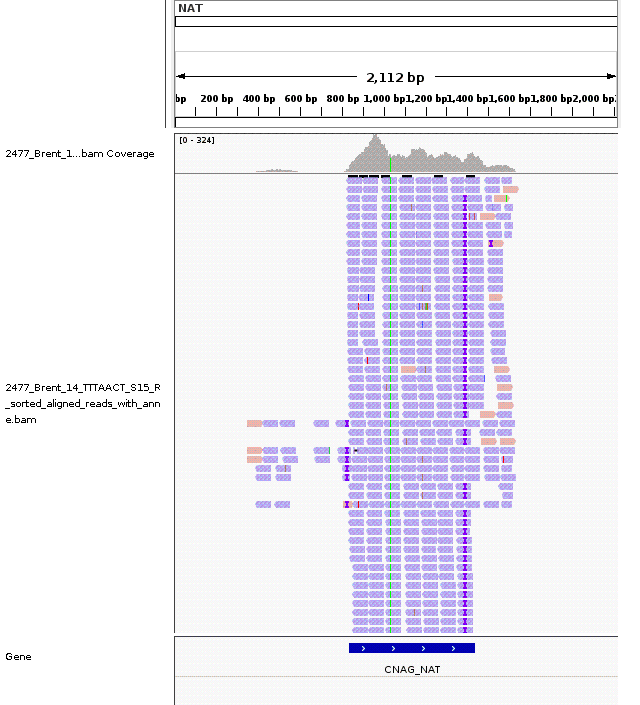 NAT
2,112 bp
bp 200 bp 400 bp 600 bp 800 bp 1,000 bp 1,200 bp 1,400 bp 1,600 bp 1,800 bp 2,000 bp
[0 - 324]
2477_Brent_1...bam Coverage
2477_Brent_14_TTTAACT_S15_R
_sorted_aligned_reads_with_ann
e.bam
Gene
CNAG_NAT